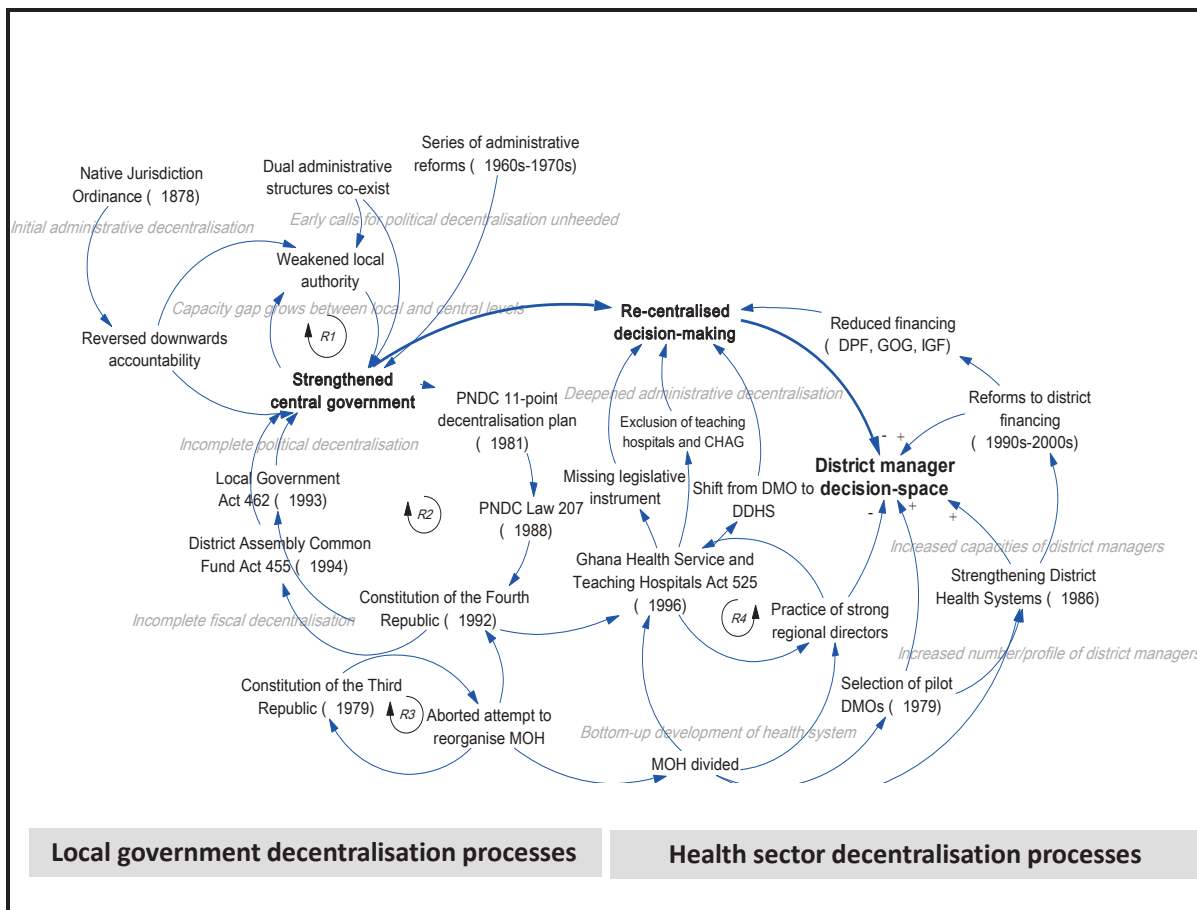 Series of administrative
reforms ( 1960s-1970s)
Dual administrative
structures co-exist
Native Jurisdiction
Ordinance ( 1878)
Initial administrative decentralisation
Early calls for political decentralisation unheeded
Weakened local
authority
Capacity gap grows between local and central levels
Reversed downwards
accountability
R1
Strengthened
central government
PNDC 11-point
decentralisation plan
( 1981)
Incomplete political decentralisation
Local Government
Act 462 ( 1993)
R2
PNDC Law 207
( 1988)
District Assembly Common
Fund Act 455 ( 1994)
Constitution of the Fourth
Republic ( 1992)
Incomplete fiscal decentralisation
Constitution of the Third
Republic ( 1979)
R3
Aborted attempt to
reorganise MOH
Re-centralised
decision-making
Reduced financing
( DPF, GOG, IGF)
Deepened administrative decentralisation
Exclusion of teaching
hospitals and CHAG
Reforms to district
financing
( 1990s-2000s)
- +
District manager
decision-space
- +
+
Missing legislative
instrument
Shift from DMO to
DDHS
Increased capacities of district managers
Ghana Health Service and
Teaching Hospitals Act 525
( 1996)
R4
Practice of strong
regional directors
Strengthening District
Health Systems ( 1986)
Increased number/profile of district managers
Selection of pilot
DMOs ( 1979)
Bottom-up development of health system
MOH divided
Local government decentralisation processes
Health sector decentralisation processes